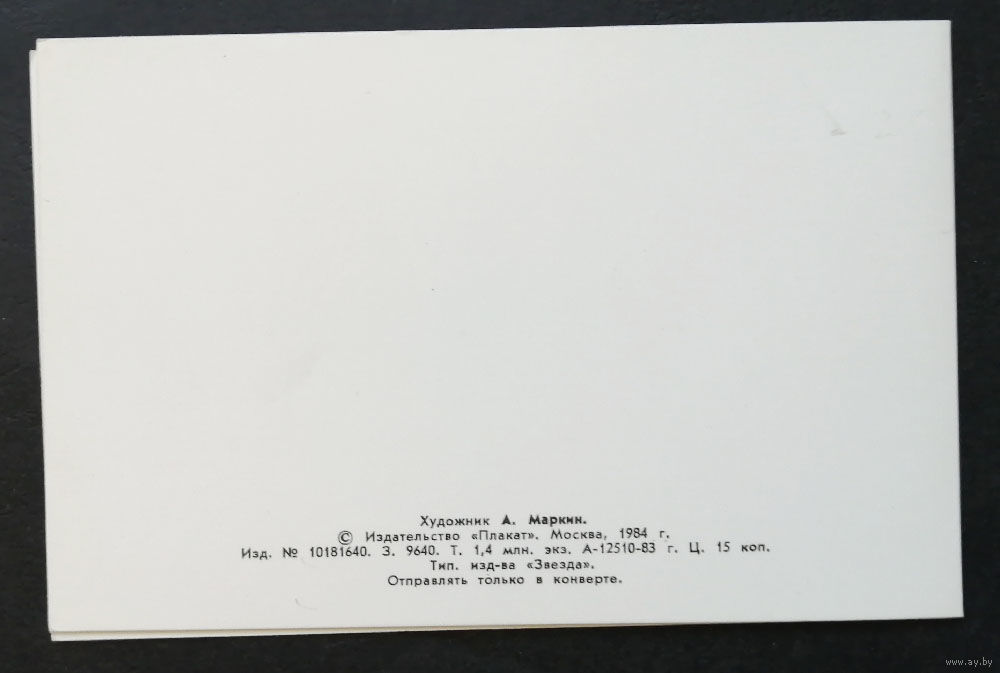 Художник А. Маркин.
© Издательство «Плакат». Москва, 1984 г.
Изд. № 10181640. З. 9640. Т. 1,4 млн. экз. А-12510-83 г. Ц. 15 коп.
Тип. изд-ва «Звезда».
Отправлять только в конверте.
www.ay.by